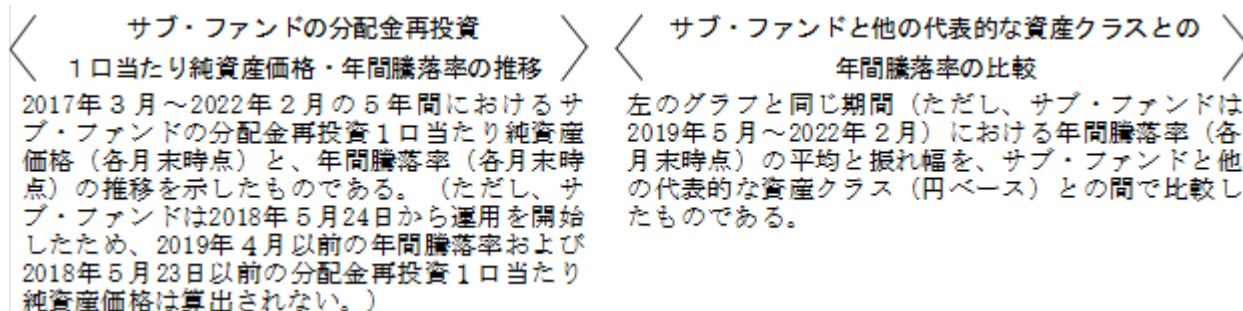 サブ・ファンドの分配金再投資
1口当たり純資産価格・年間騰落率の推移
2017年3月~2022年2月の5年間におけるサ
ブ・ファンドの分配金再投資1口当たり純資産
価格(各月末時点)と、年間騰落率(各月末時
点)の推移を示したものである。(ただし、サ
ブ・ファンドは2018年5月24日から運用を開始
したため、2019年4月以前の年間騰落率および
2018年5月23日以前の分配金再投資1口当たり
純資産価格は算出されない。)
サブ・ファンドと他の代表的な資産クラスとの
年間騰落率の比較
左のグラフと同じ期間(ただし、サブ・ファンドは
2019年5月~2022年2月)における年間騰落率(各
月末時点)の平均と振れ幅を、サブ・ファンドと他
の代表的な資産クラス(円ベース)との間で比較し
たものである。